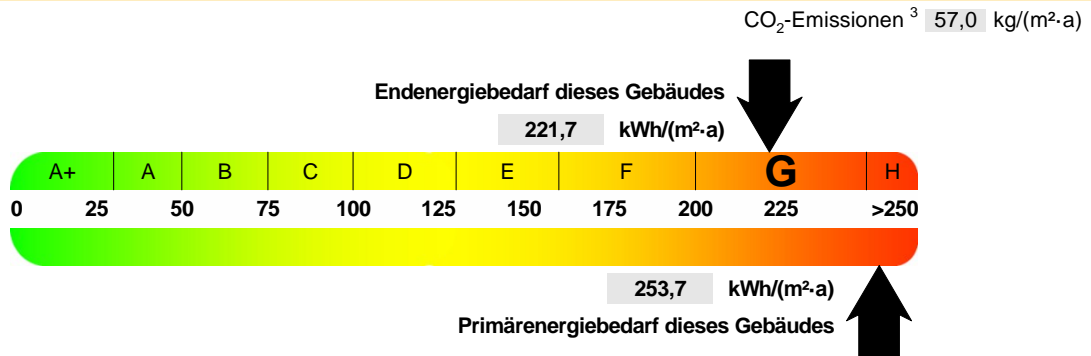 CO₂-Emissionen ³ 57,0 kg/(m²·a)
Endenergiebedarf dieses Gebäudes
221,7 kWh/(m²·a)
A+ A B C D E F G H
0 25 50 75 100 125 150 175 200 225 >250
253,7 kWh/(m²·a)
Primärenergiebedarf dieses Gebäudes